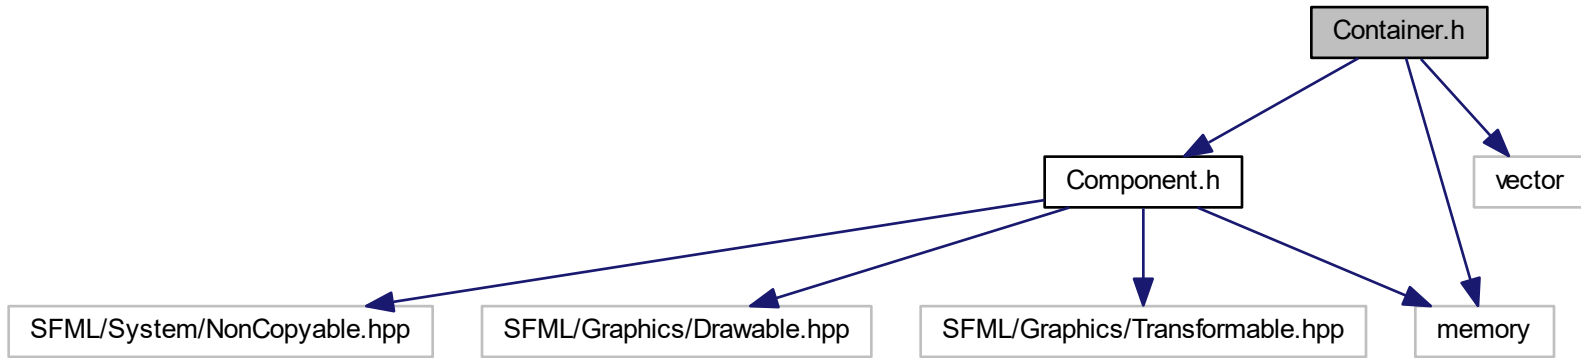 Container.h
Component.h
vector
SFML/System/NonCopyable.hpp
SFML/Graphics/Drawable.hpp
SFML/Graphics/Transformable.hpp
memory